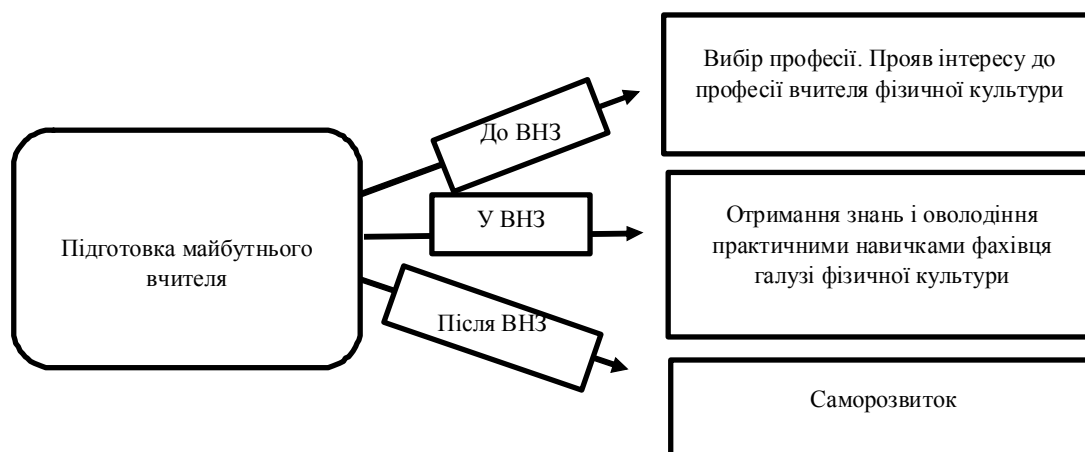 Підготовка майбутнього
вчителя
До ВНЗ
У ВНЗ
Після ВНЗ
Вибір професії. Прояв інтересу до
професії вчителя фізичної культури
Отримання знань і оволодіння
практичними навичками фахівця
галузі фізичної культури
Саморозвиток